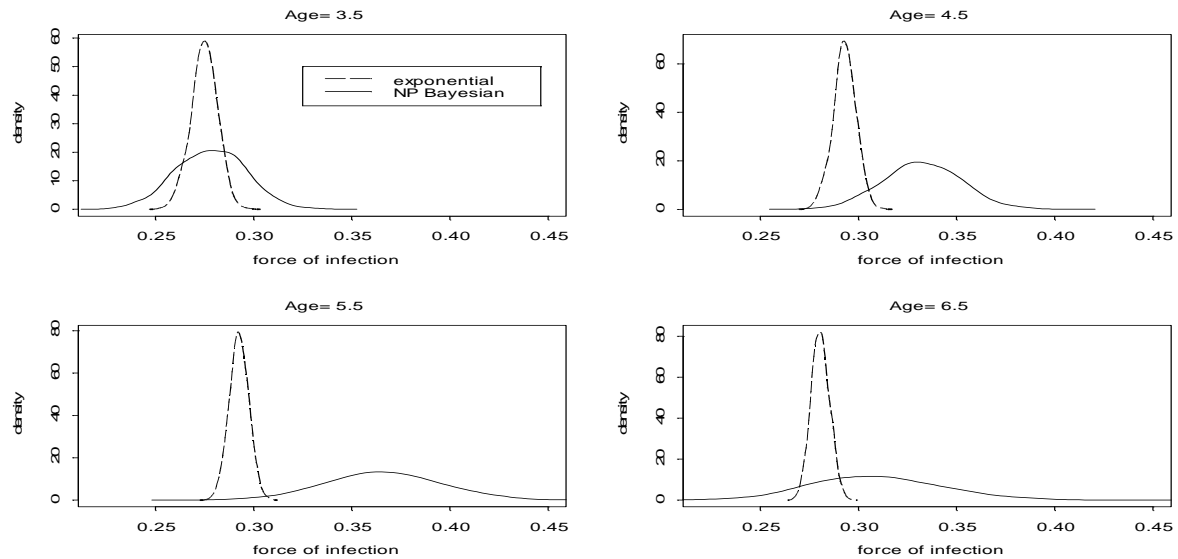 Age= 3.5
density
0 10 20 30 40 50 60
exponential
NP Bayesian
0.25 0.30 0.35 0.40 0.45
force of infection
Age= 4.5
density
0 20 40 60
0.25 0.30 0.35 0.40 0.45
force of infection
Age= 5.5
density
0 20 40 60 80
0.25 0.30 0.35 0.40 0.45
force of infection
Age= 6.5
density
0 20 40 60 80
0.25 0.30 0.35 0.40 0.45
force of infection